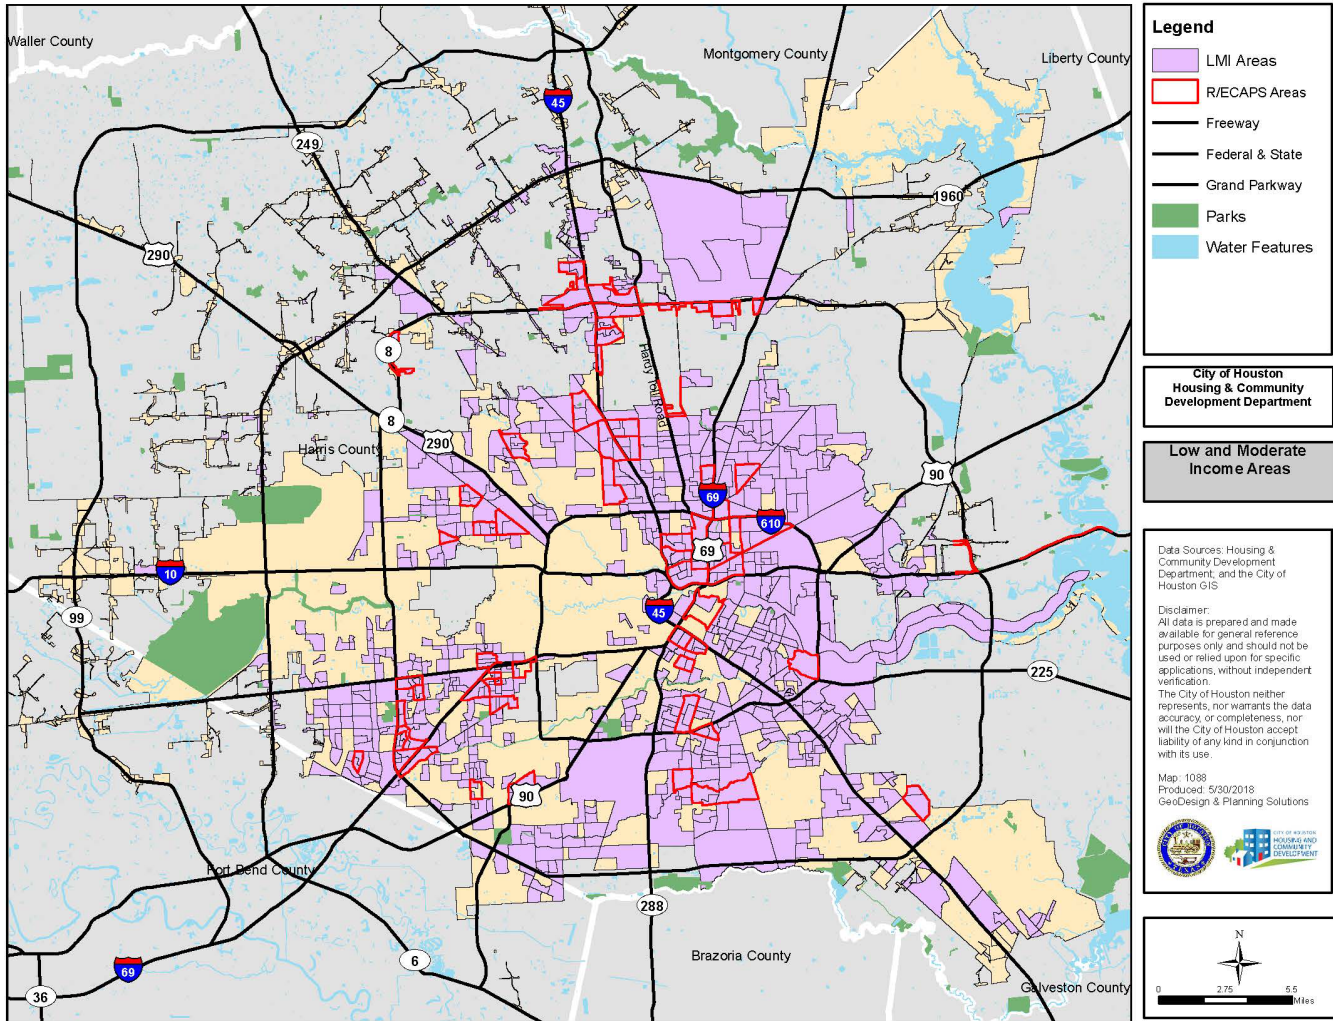 Waller County
Montgomery County
Liberty County
45
249
1960
290
8
Hardy Toll Road
8
290
Harris County
90
69
610
69
10
45
99
225
90
Fort Bend County
288
6
Brazoria County
69
36
Galveston County
Legend
LMI Areas
R/ECAPS Areas
Freeway
Federal & State
Grand Parkway
Parks
Water Features
City of Houston
Housing & Community
Development Department
Low and Moderate
Income Areas
Data Sources: Housing &
Community Development
Department; and the City of
Houston GIS
Disclaimer:
All data is prepared and made
available for general reference
purposes only and should not be
used or relied upon for specific
applications, without independent
verification.
The City of Houston neither
represents, nor warrants the data
accuracy, or completeness, nor
will the City of Houston accept
liability of any kind in conjunction
with its use.
Map: 1088
Produced: 5/30/2018
GeoDesign & Planning Solutions
CITY OF HOUSTON
HOUSING AND
COMMUNITY
DEVELOPMENT
N
0 2.75 5.5
Miles